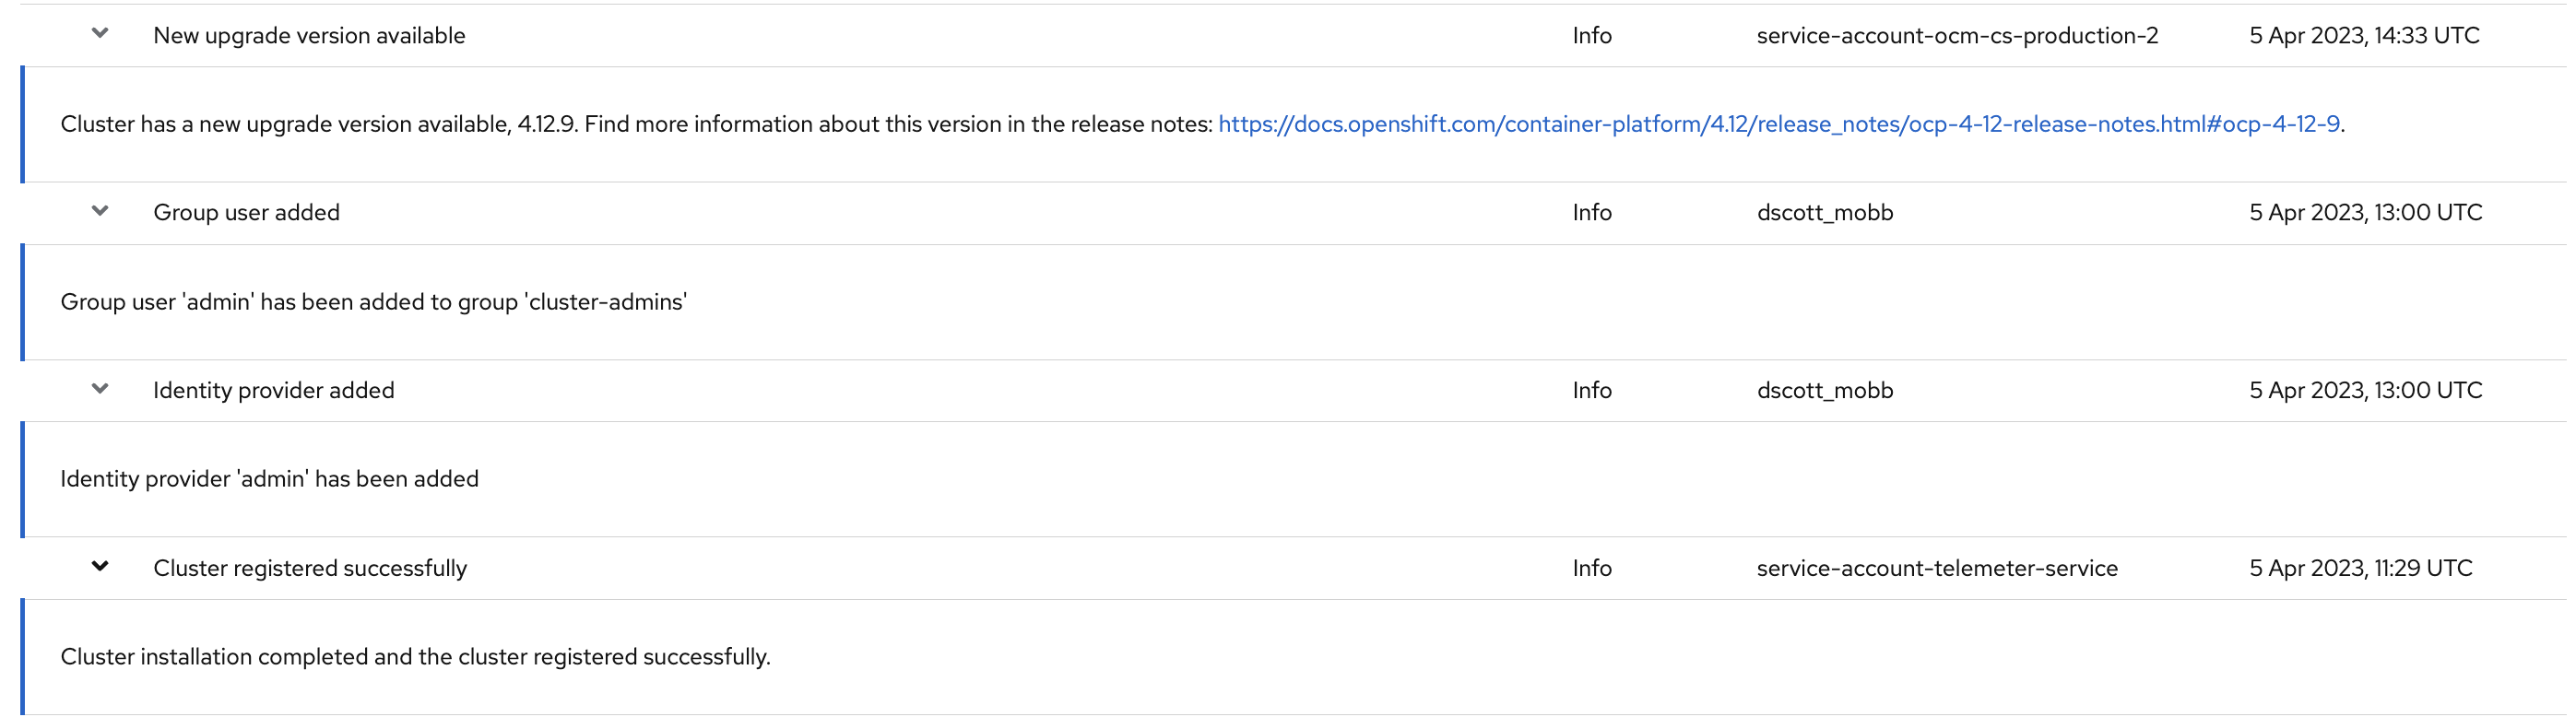 New upgrade version available Info service-account-ocm-cs-production-2 5 Apr 2023, 14:33 UTC
Cluster has a new upgrade version available, 4.12.9. Find more information about this version in the release notes: https://docs.openshift.com/container-platform/4.12/release_notes/ocp-4-12-release-notes.html#ocp-4-12-9.
Group user added Info dscott_mobb 5 Apr 2023, 13:00 UTC
Group user 'admin' has been added to group 'cluster-admins'
Identity provider added Info dscott_mobb 5 Apr 2023, 13:00 UTC
Identity provider 'admin' has been added
Cluster registered successfully Info service-account-telemeter-service 5 Apr 2023, 11:29 UTC
Cluster installation completed and the cluster registered successfully.